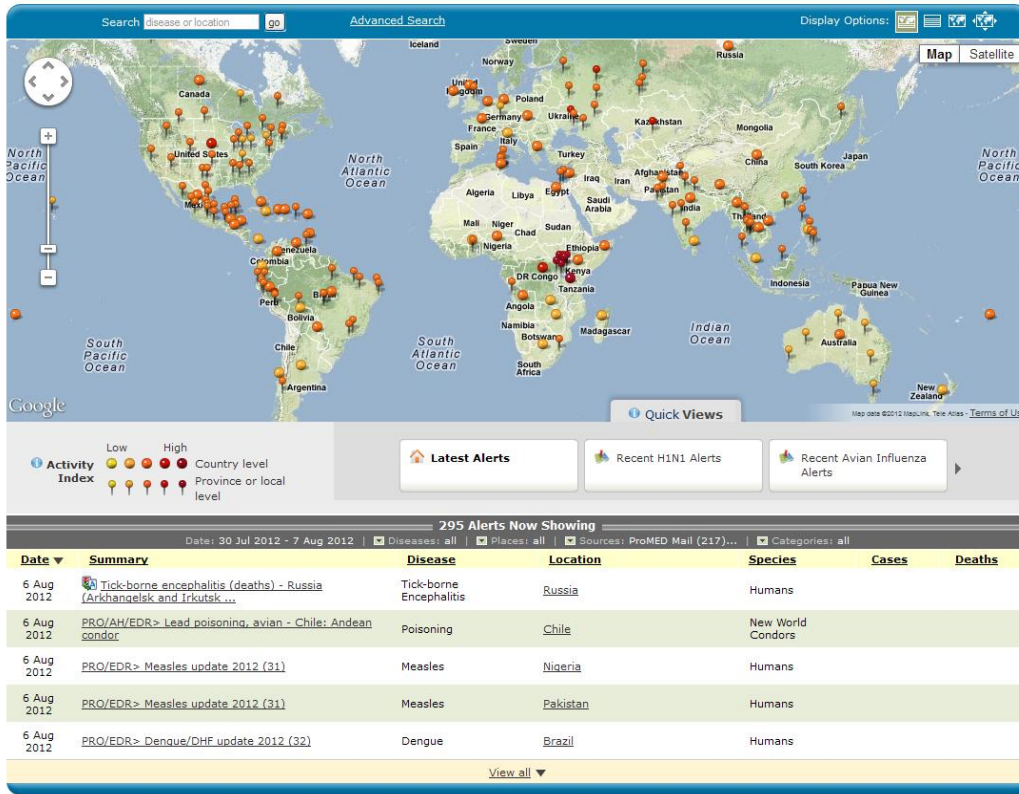 Search disease or location go Advanced Search Display Options:
Map Satellite
Iceland
Sweden
Norway
Russia
United Kingdom
Canada
Poland
Germany
Ukraine
Kazakhstan
Mongolia
France
Italy
Spain
Turkey
North Pacific Ocean
United States
North Atlantic Ocean
China
Japan
South Korea
North Pacific Ocean
Afghanistan
Iraq
Iran
Pakistan
Algeria
Libya
Egypt
Saudi Arabia
India
Thailand
Mexico
Mali
Niger
Chad
Sudan
Nigeria
Ethiopia
Venezuela
Colombia
DR Congo
Kenya
Tanzania
Indonesia
Papua New Guinea
Peru
Brazil
Angola
Bolivia
Namibia
Botswana
Madagascar
Indian Ocean
Australia
South Pacific Ocean
Chile
South Atlantic Ocean
South Africa
Argentina
New Zealand
Google
Quick Views
Map data ©2012 MapLink, Tele Atlas - Terms of Us
Low High
Activity Index
Country level
Province or local level
Latest Alerts
Recent H1N1 Alerts
Recent Avian Influenza Alerts
295 Alerts Now Showing
Date: 30 Jul 2012 - 7 Aug 2012 | Diseases: all | Places: all | Sources: ProMED Mail (217)... | Categories: all
Date Summary Disease Location Species Cases Deaths
6 Aug 2012 Tick-borne encephalitis (deaths) - Russia (Arkhangelsk and Irkutsk ... Tick-borne Encephalitis Russia Humans
6 Aug 2012 PRO/AH/EDR> Lead poisoning, avian - Chile: Andean condor Poisoning Chile New World Condors
6 Aug 2012 PRO/EDR> Measles update 2012 (31) Measles Nigeria Humans
6 Aug 2012 PRO/EDR> Measles update 2012 (31) Measles Pakistan Humans
6 Aug 2012 PRO/EDR> Dengue/DHF update 2012 (32) Dengue Brazil Humans
View all